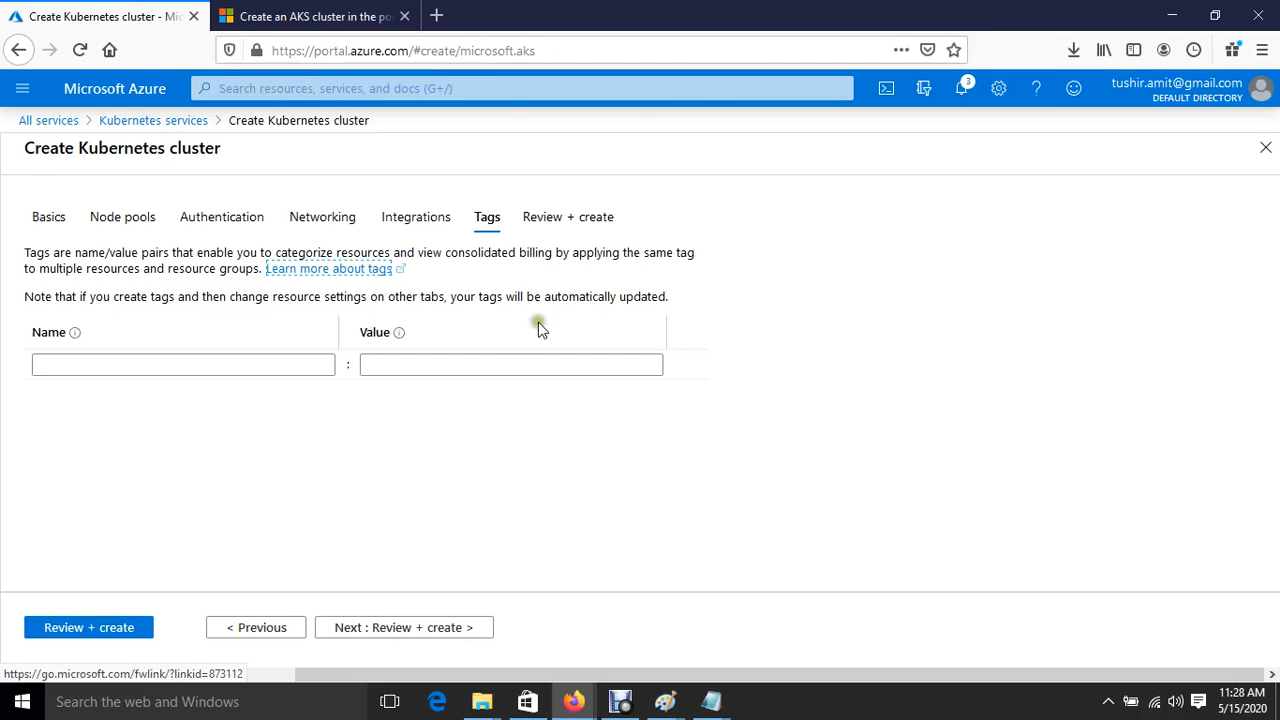 Create Kubernetes cluster - Mic
Create an AKS cluster in the po
https://portal.azure.com/#create/microsoft.aks
Microsoft Azure
Search resources, services, and docs (G+/)
3
tushir.amit@gmail.com
DEFAULT DIRECTORY
All services > Kubernetes services > Create Kubernetes cluster
Create Kubernetes cluster
Basics Node pools Authentication Networking Integrations Tags Review + create
Tags are name/value pairs that enable you to categorize resources and view consolidated billing by applying the same tag
to multiple resources and resource groups. Learn more about tags
Note that if you create tags and then change resource settings on other tabs, your tags will be automatically updated.
Name Value
:
Review + create < Previous Next : Review + create >
https://go.microsoft.com/fwlink/?linkid=873112
Search the web and Windows
11:28 AM
5/15/2020